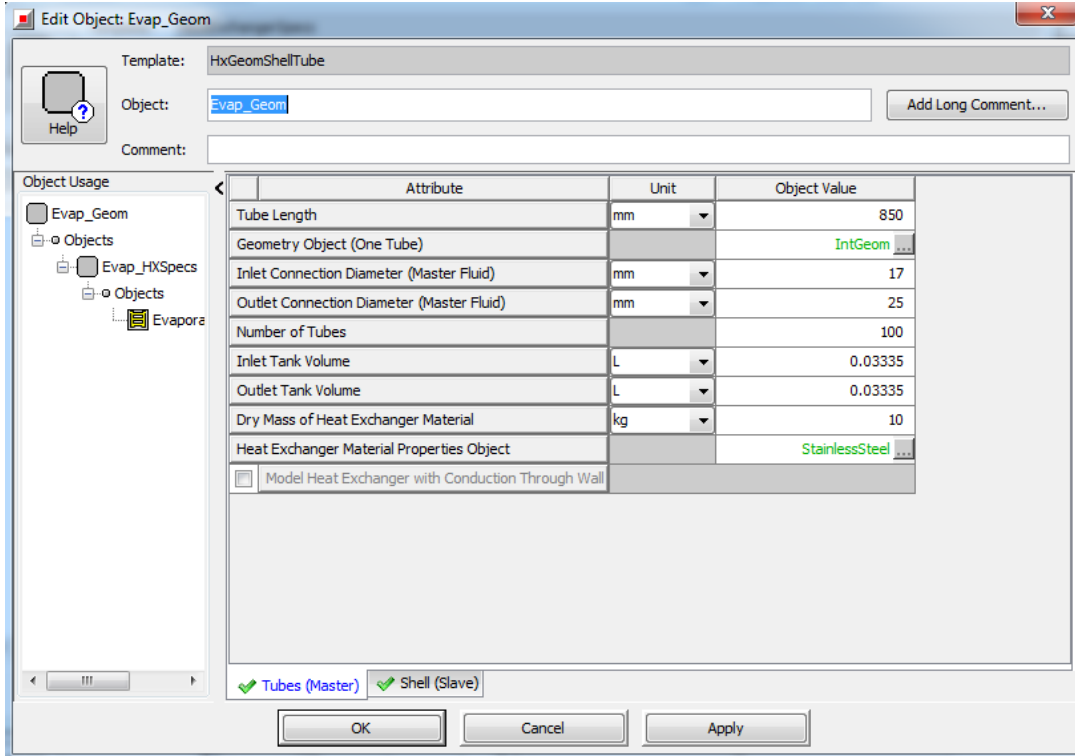 Edit Object: Evap_Geom
Template: HxGeomShellTube
Help
Object: Evap_Geom Add Long Comment...
Comment:
Object Usage
Evap_Geom
Objects
Evap_HXSpecs
Objects
Evapora
Attribute Unit Object Value
Tube Length mm 850
Geometry Object (One Tube) IntGeom ...
Inlet Connection Diameter (Master Fluid) mm 17
Outlet Connection Diameter (Master Fluid) mm 25
Number of Tubes 100
Inlet Tank Volume L 0.03335
Outlet Tank Volume L 0.03335
Dry Mass of Heat Exchanger Material kg 10
Heat Exchanger Material Properties Object StainlessSteel ...
Model Heat Exchanger with Conduction Through Wall
Tubes (Master) Shell (Slave)
OK Cancel Apply